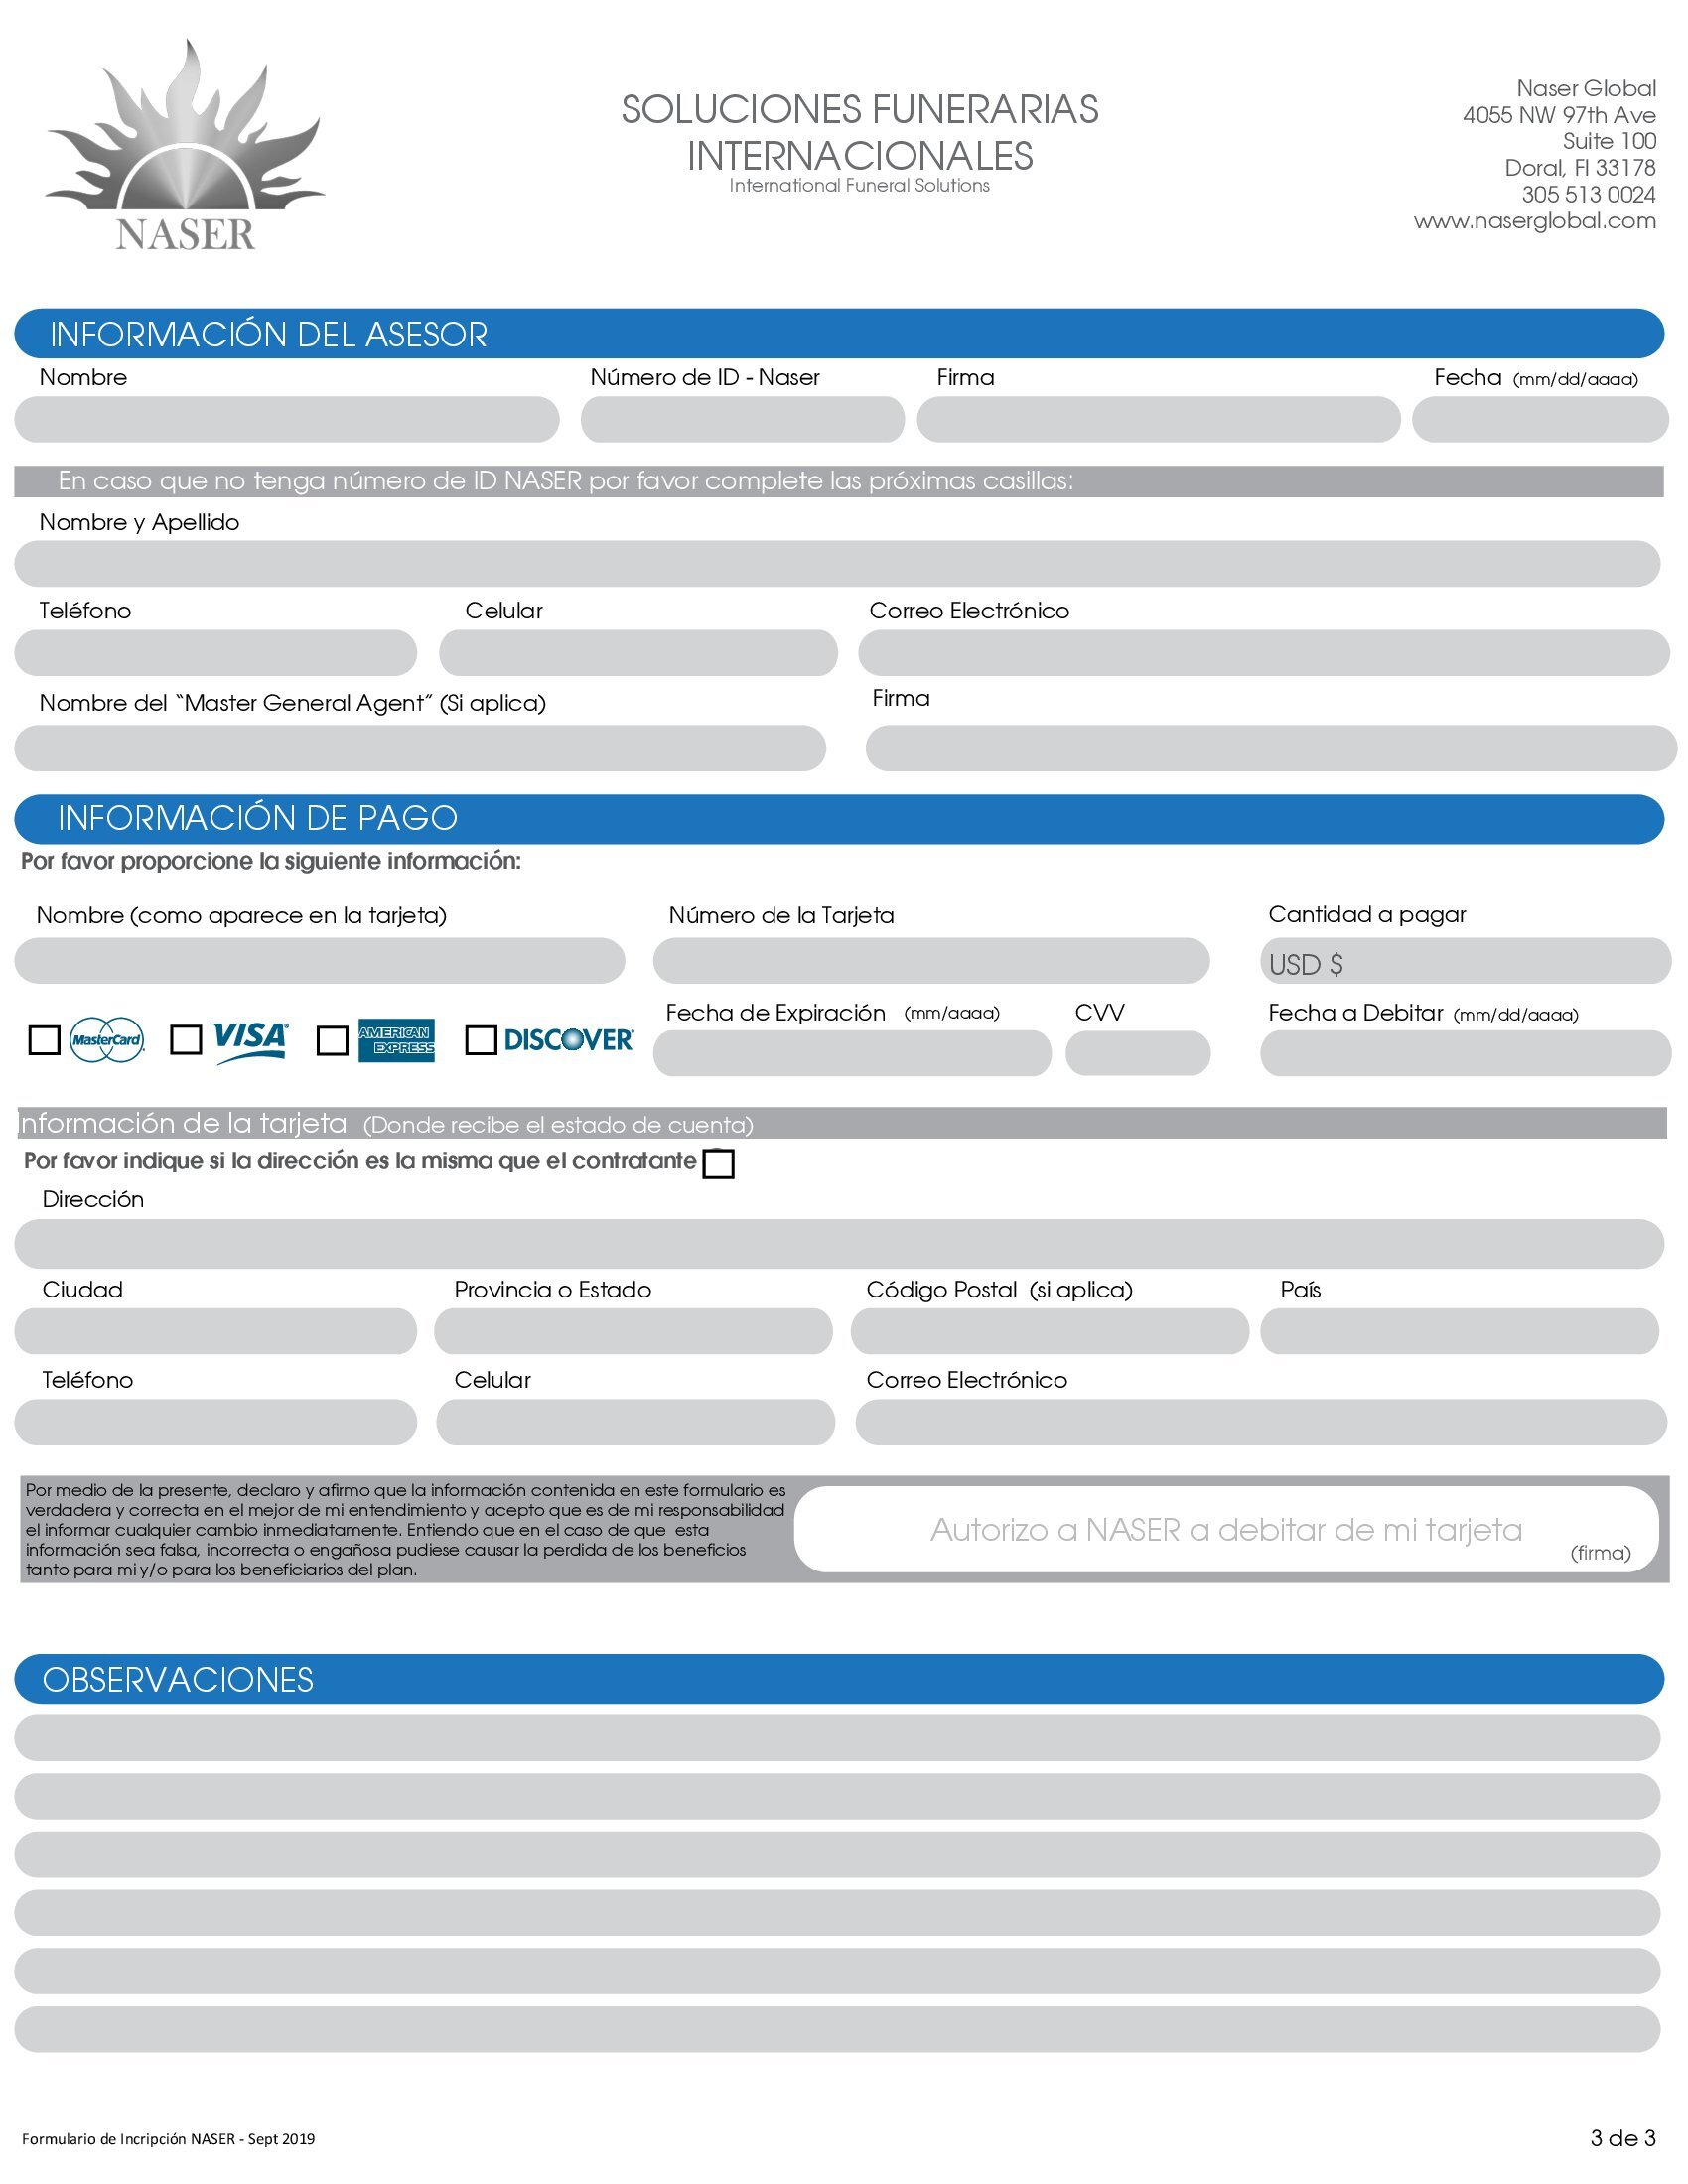 NASER
SOLUCIONES FUNERARIAS
INTERNACIONALES
International Funeral Solutions
Naser Global
4055 NW 97th Ave
Suite 100
Doral, Fl 33178
305 513 0024
www.naserglobal.com
INFORMACIÓN DEL ASESOR
Nombre Número de ID - Naser Firma Fecha (mm/dd/aaaa)
En caso que no tenga número de ID NASER por favor complete las próximas casillas:
Nombre y Apellido
Teléfono Celular Correo Electrónico
Nombre del “Master General Agent” (Si aplica) Firma
INFORMACIÓN DE PAGO
Por favor proporcione la siguiente información:
Nombre (como aparece en la tarjeta) Número de la Tarjeta Cantidad a pagar
USD $
MasterCard VISA AMERICAN EXPRESS DISCOVER
Fecha de Expiración (mm/aaaa) CVV Fecha a Debitar (mm/dd/aaaa)
Información de la tarjeta (Donde recibe el estado de cuenta)
Por favor indique si la dirección es la misma que el contratante
Dirección
Ciudad Provincia o Estado Código Postal (si aplica) País
Teléfono Celular Correo Electrónico
Por medio de la presente, declaro y afirmo que la información contenida en este formulario es
verdadera y correcta en el mejor de mi entendimiento y acepto que es de mi responsabilidad
el informar cualquier cambio inmediatamente. Entiendo que en el caso de que esta
información sea falsa, incorrecta o engañosa pudiese causar la perdida de los beneficios
tanto para mi y/o para los beneficiarios del plan.
Autorizo a NASER a debitar de mi tarjeta
(firma)
OBSERVACIONES
Formulario de Incripción NASER - Sept 2019
3 de 3